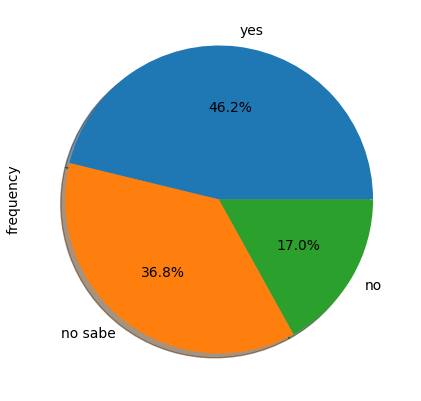 yes
46.2%
frequency
17.0%
36.8%
no
no sabe